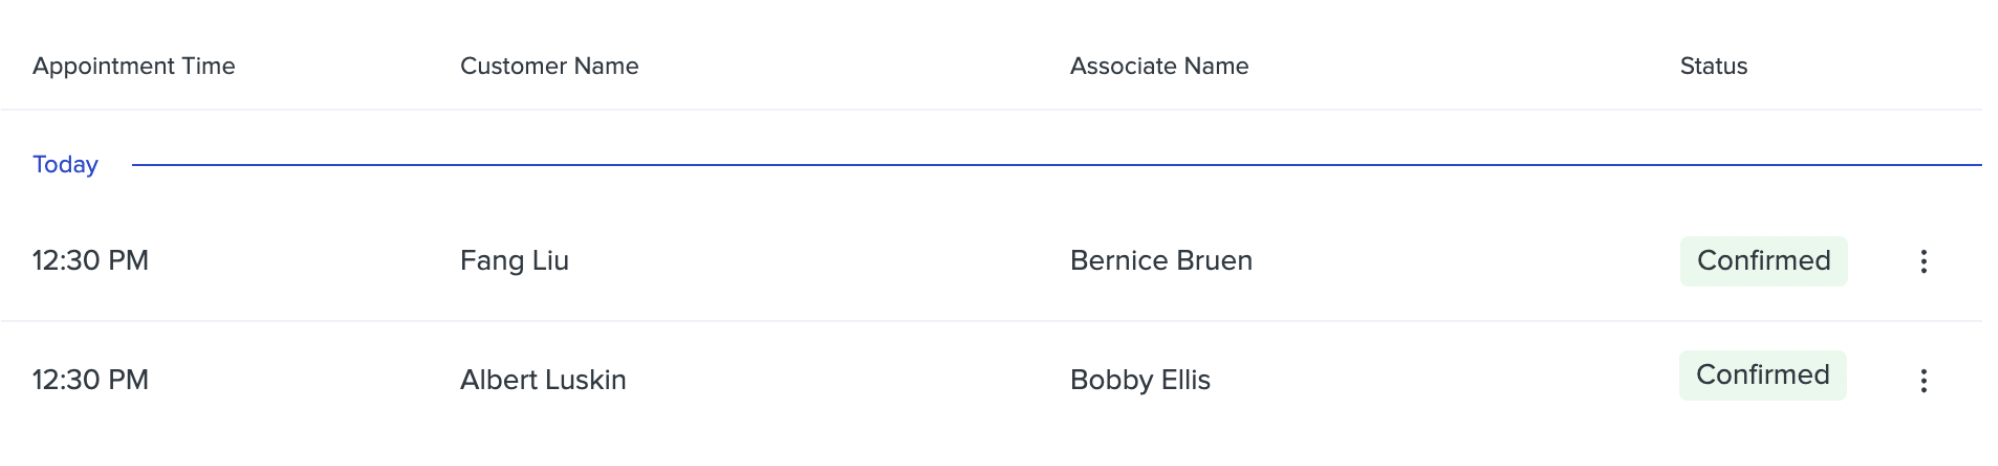 Appointment Time Customer Name Associate Name Status
Today
12:30 PM Fang Liu Bernice Bruen Confirmed
12:30 PM Albert Luskin Bobby Ellis Confirmed